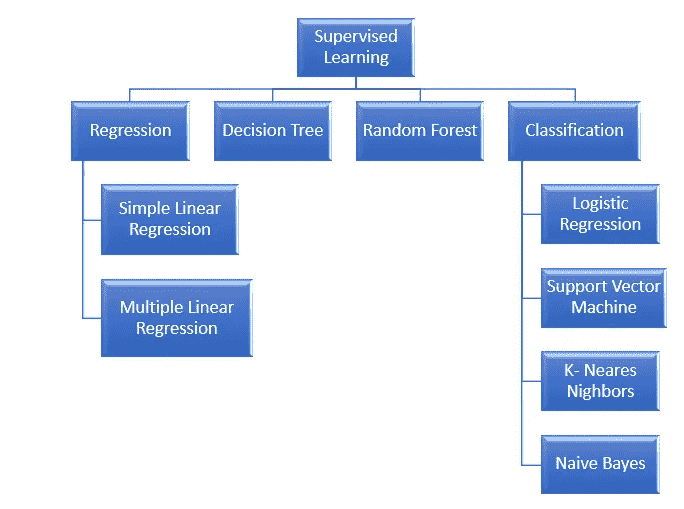 Supervised
Learning
Regression
Decision Tree
Random Forest
Classification
Simple Linear
Regression
Multiple Linear
Regression
Logistic
Regression
Support Vector
Machine
K- Neares
Nighbors
Naive Bayes